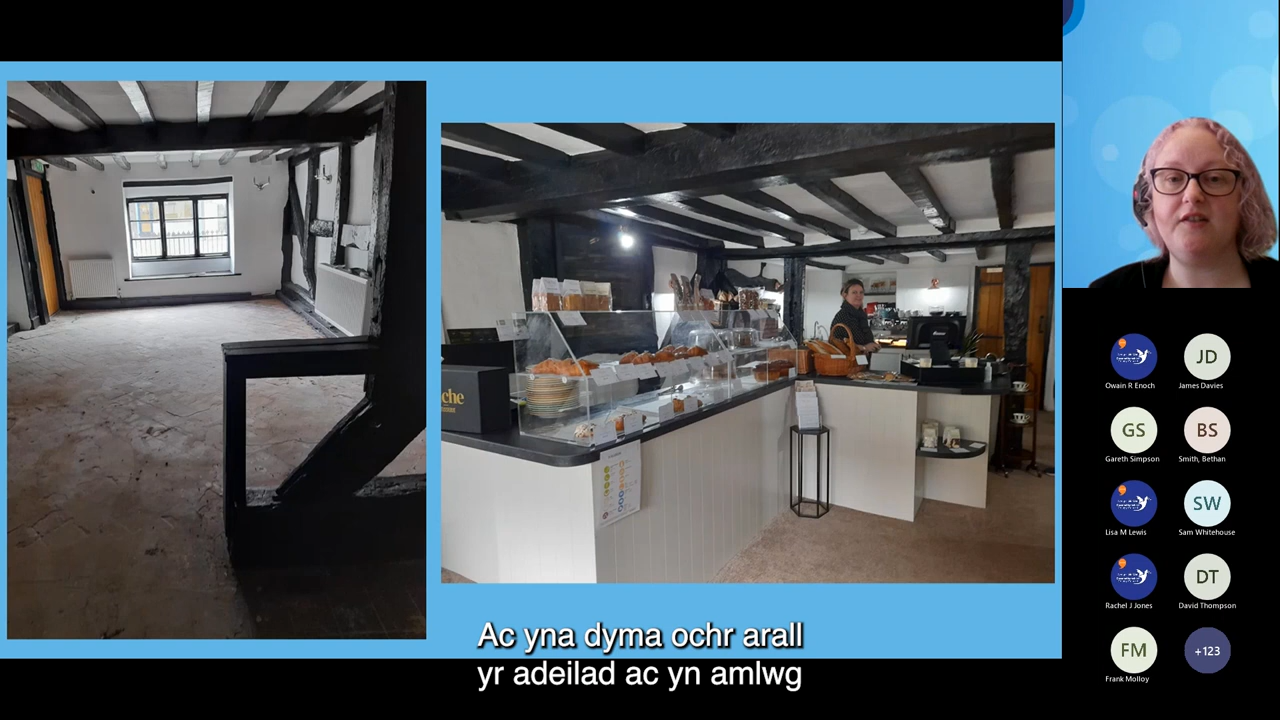 che
Ac yna dyma ochr arall
yr adeilad ac yn amlwg
Owain R Enoch
JD
James Davies
GS
Gareth Simpson
BS
Smith, Bethan
Lisa M Lewis
SW
Sam Whitehouse
Rachel J Jones
DT
David Thompson
FM
Frank Molloy
+123